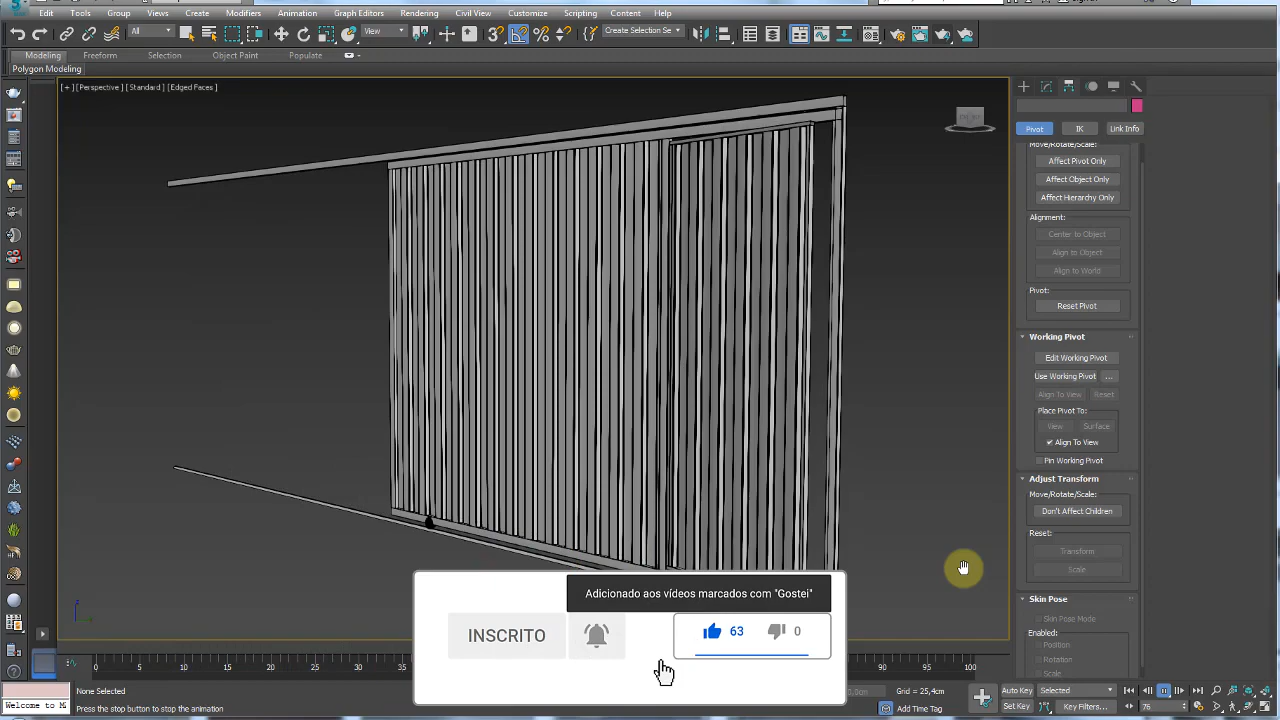 Edit Tools Group Views Create Modifiers Animation Graph Editors Rendering Civil View Customize Scripting Content Help
All View Create Selection Se
Modeling Freeform Selection Object Paint Populate
Polygon Modeling
[+] [Perspective] [Standard] [Edged Faces]
Pivot IK Link Info
Move/Rotate/Scale:
Affect Pivot Only
Affect Object Only
Affect Hierarchy Only
Alignment:
Center to Object
Align to Object
Align to World
Pivot:
Reset Pivot
Working Pivot
Edit Working Pivot
Use Working Pivot ...
Align To View Reset
Place Pivot To:
View Surface
Align To View
Pin Working Pivot
Adjust Transform
Move/Rotate/Scale:
Don't Affect Children
Reset:
Transform
Scale
Skin Pose
Skin Pose Mode
Enabled:
Position
Rotation
Scale
Adicionado aos vídeos marcados com "Gostei"
INSCRITO 63 0
0 5 10 15 20 25 30 35 40 85 90 95 100
None Selected Grid = 25,4cm Auto Key Selected
Welcome to M Press the stop button to stop the animation Add Time Tag Set Key Key Filters... 76